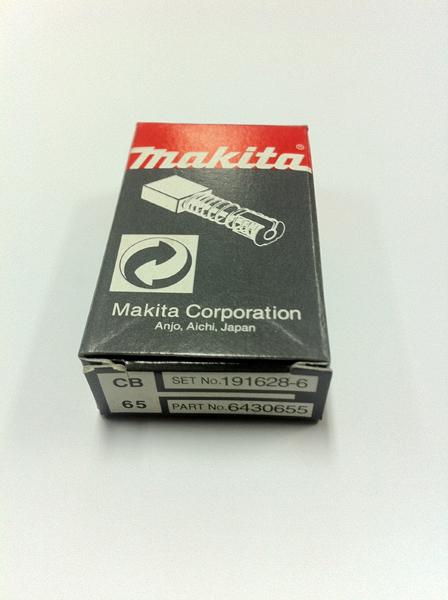 makita®
Makita Corporation
Anjo, Aichi, Japan
CB
65
SET No.191628-6
PART No.6430655